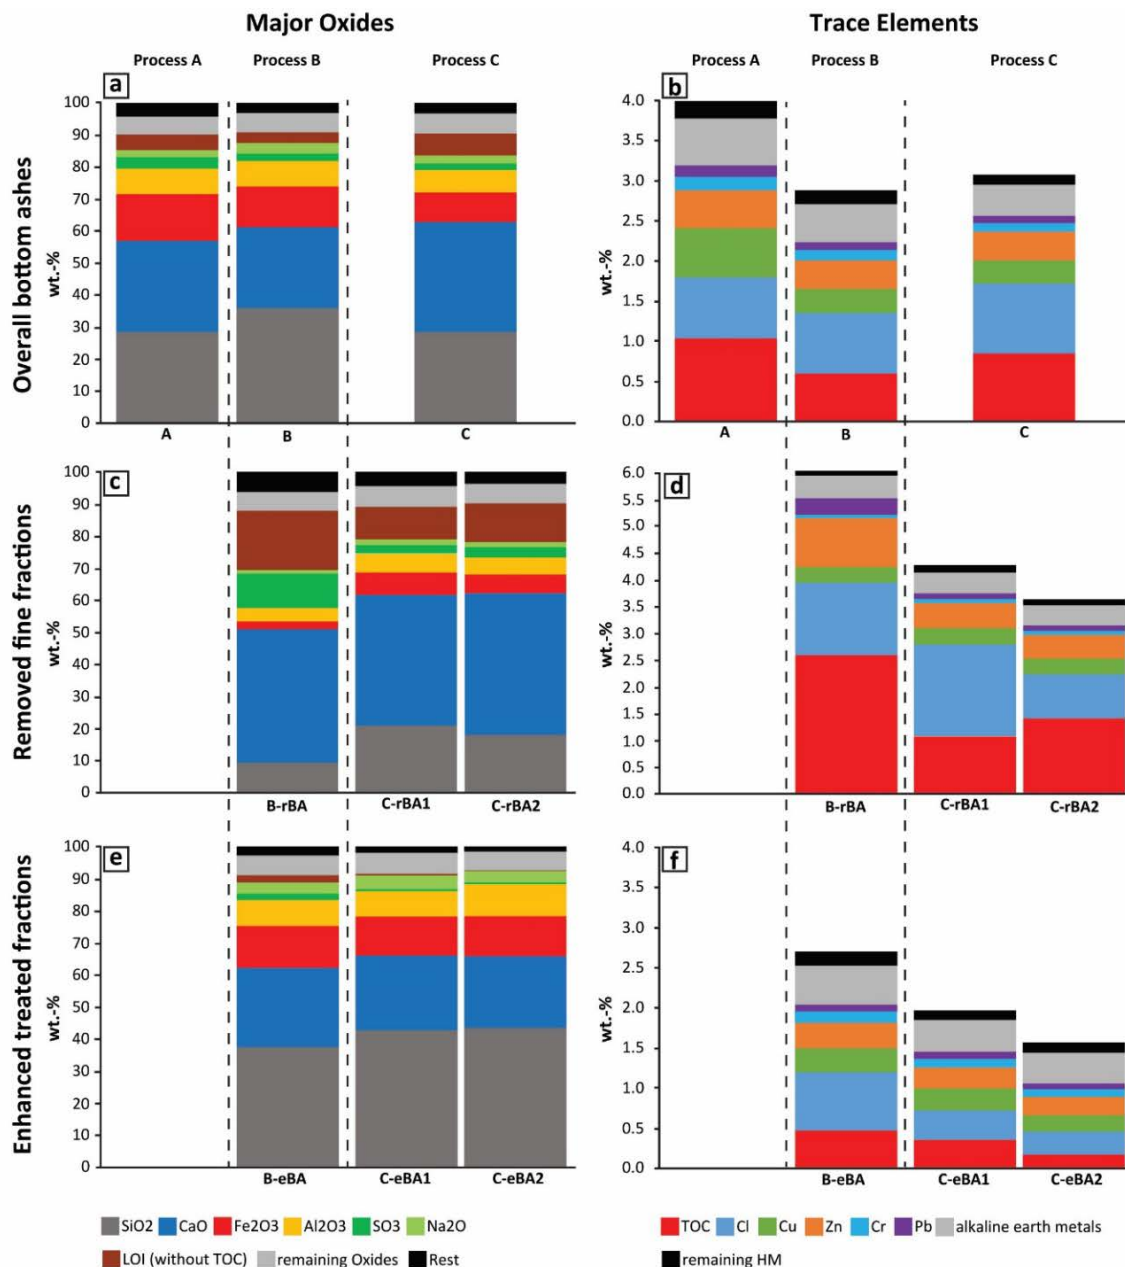 Major Oxides
Trace Elements
Process A Process B Process C
Process A Process B Process C
Overall bottom ashes
a
wt.-%
100
90
80
70
60
50
40
30
20
10
0
A B C
b
wt.-%
4.0
3.5
3.0
2.5
2.0
1.5
1.0
0.5
0.0
A B C
Removed fine fractions
c
wt.-%
100
90
80
70
60
50
40
30
20
10
0
B-rBA C-rBA1 C-rBA2
d
wt.-%
6.0
5.5
5.0
4.5
4.0
3.5
3.0
2.5
2.0
1.5
1.0
0.5
0.0
B-rBA C-rBA1 C-rBA2
Enhanced treated fractions
e
wt.-%
100
90
80
70
60
50
40
30
20
10
0
B-eBA C-eBA1 C-eBA2
f
wt.-%
4.0
3.5
3.0
2.5
2.0
1.5
1.0
0.5
0.0
B-eBA C-eBA1 C-eBA2
SiO2 CaO Fe2O3 Al2O3 SO3 Na2O
LOI (without TOC) remaining Oxides Rest
TOC Cl Cu Zn Cr Pb alkaline earth metals
remaining HM